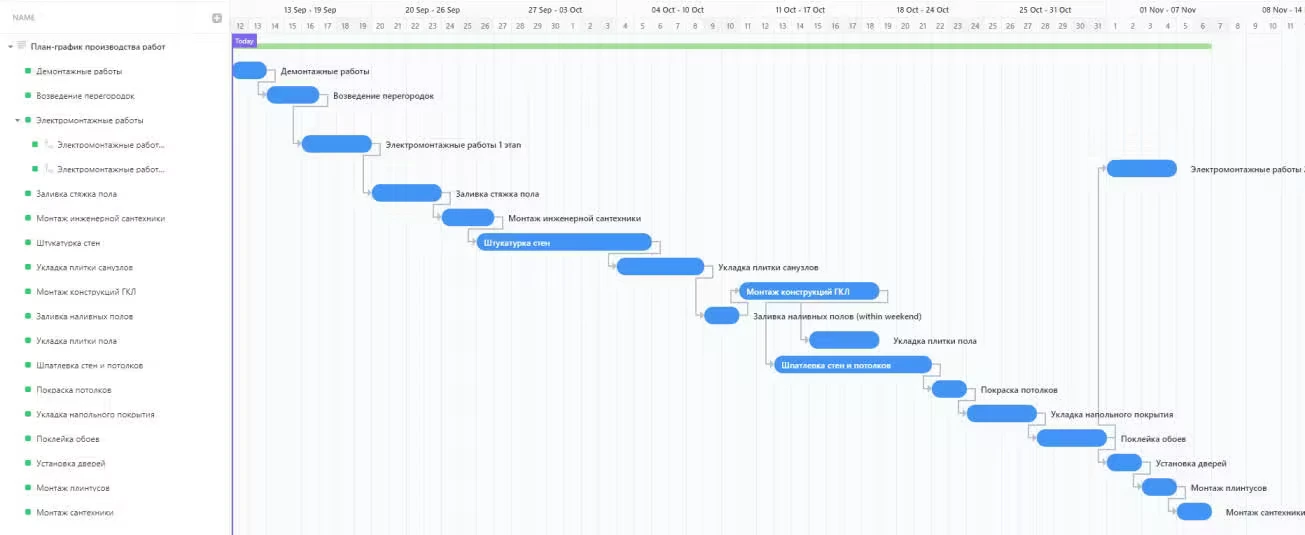 NAME
13 Sep - 19 Sep 20 Sep - 26 Sep 27 Sep - 03 Oct 04 Oct - 10 Oct 11 Oct - 17 Oct 18 Oct - 24 Oct 25 Oct - 31 Oct 01 Nov - 07 Nov 08 Nov - 14
12 13 14 15 16 17 18 19 20 21 22 23 24 25 26 27 28 29 30 1 2 3 4 5 6 7 8 9 10 11 12 13 14 15 16 17 18 19 20 21 22 23 24 25 26 27 28 29 30 31 1 2 3 4 5 6 7 8 9 10 11
Today
План-график производства работ
Демонтажные работы Демонтажные работы
Возведение перегородок Возведение перегородок
Электромонтажные работы
Электромонтажные работ... Электромонтажные работы 1 этап
Электромонтажные работ... Электромонтажные работы
Заливка стяжка пола Заливка стяжка пола
Монтаж инженерной сантехники Монтаж инженерной сантехники
Штукатурка стен Штукатурка стен
Укладка плитки санузлов Укладка плитки санузлов
Монтаж конструкций ГКЛ Монтаж конструкций ГКЛ
Заливка наливных полов Заливка наливных полов (within weekend)
Укладка плитки пола Укладка плитки пола
Шпатлевка стен и потолков Шпатлевка стен и потолков
Покраска потолков Покраска потолков
Укладка напольного покрытия Укладка напольного покрытия
Поклейка обоев Поклейка обоев
Установка дверей Установка дверей
Монтаж плинтусов Монтаж плинтусов
Монтаж сантехники Монтаж сантехники